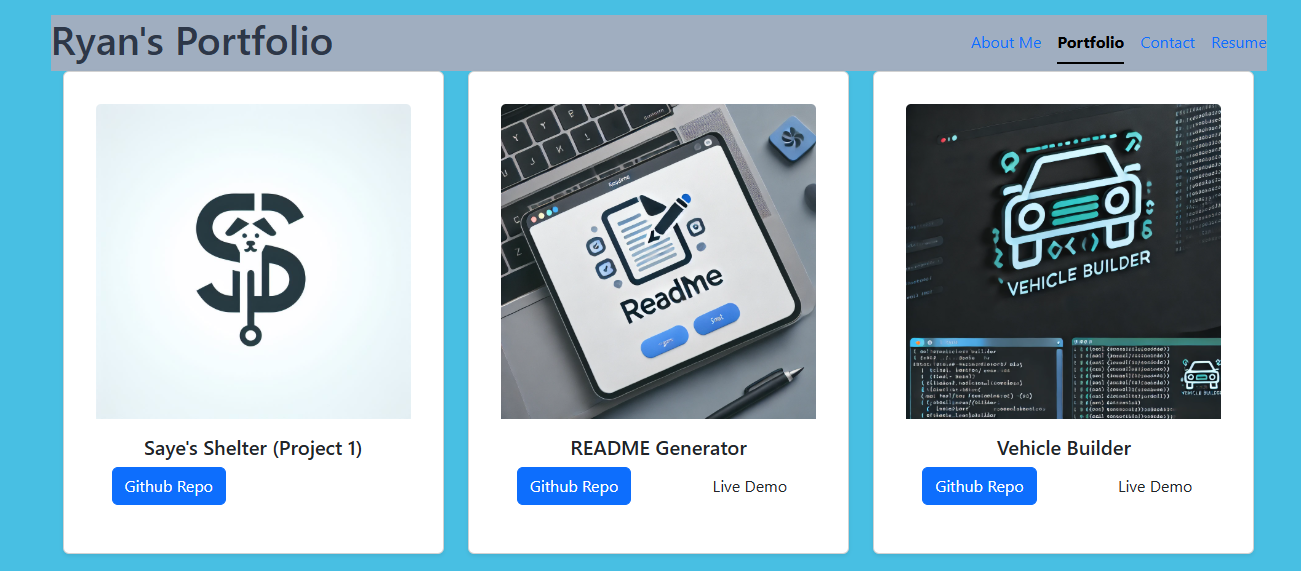 Ryan's Portfolio
About Me Portfolio Contact Resume
ReadMe
VEHICLE BUILDER
Saye's Shelter (Project 1)
README Generator
Vehicle Builder
Github Repo
Github Repo Live Demo
Github Repo Live Demo